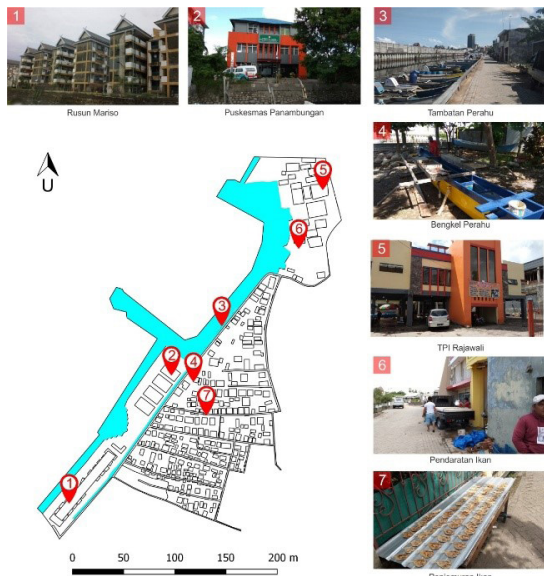 1
Rusun Mariso
2
Puskesmas Panambungan
3
Tambatan Perahu
4
Bengkel Perahu
5
TPI Rajawali
6
Pendaratan Ikan
7
U
5
6
3
2
4
7
1
0 50 100 150 200 m